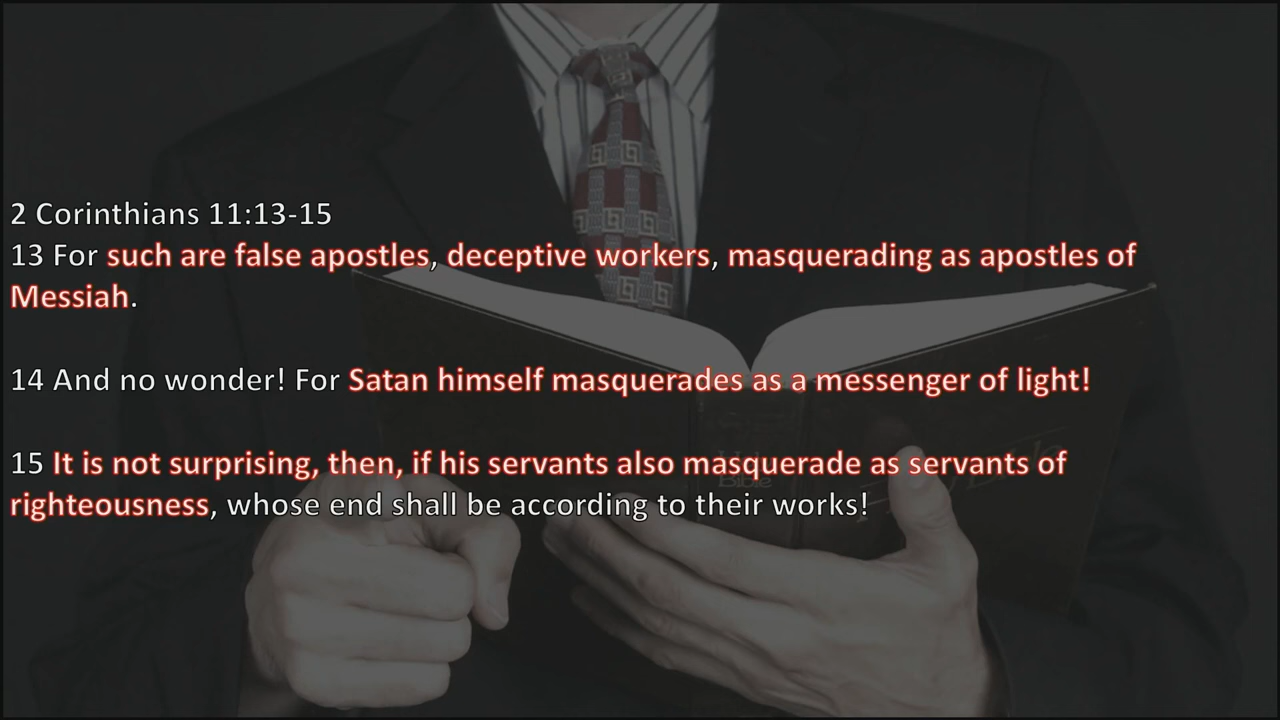 2 Corinthians 11:13-15
13 For such are false apostles, deceptive workers, masquerading as apostles of
Messiah.
14 And no wonder! For Satan himself masquerades as a messenger of light!
15 It is not surprising, then, if his servants also masquerade as servants of
righteousness, whose end shall be according to their works!
Holy
Bible